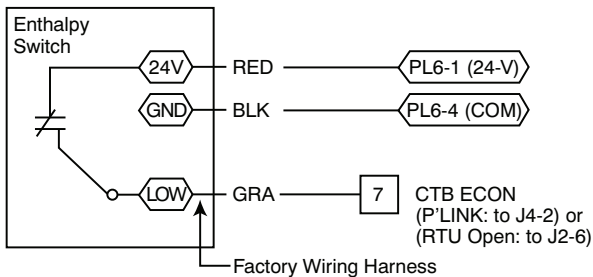 Enthalpy
Switch
24V RED PL6-1 (24-V)
GND BLK PL6-4 (COM)
LOW GRA 7 CTB ECON
(P'LINK: to J4-2) or
(RTU Open: to J2-6)
Factory Wiring Harness